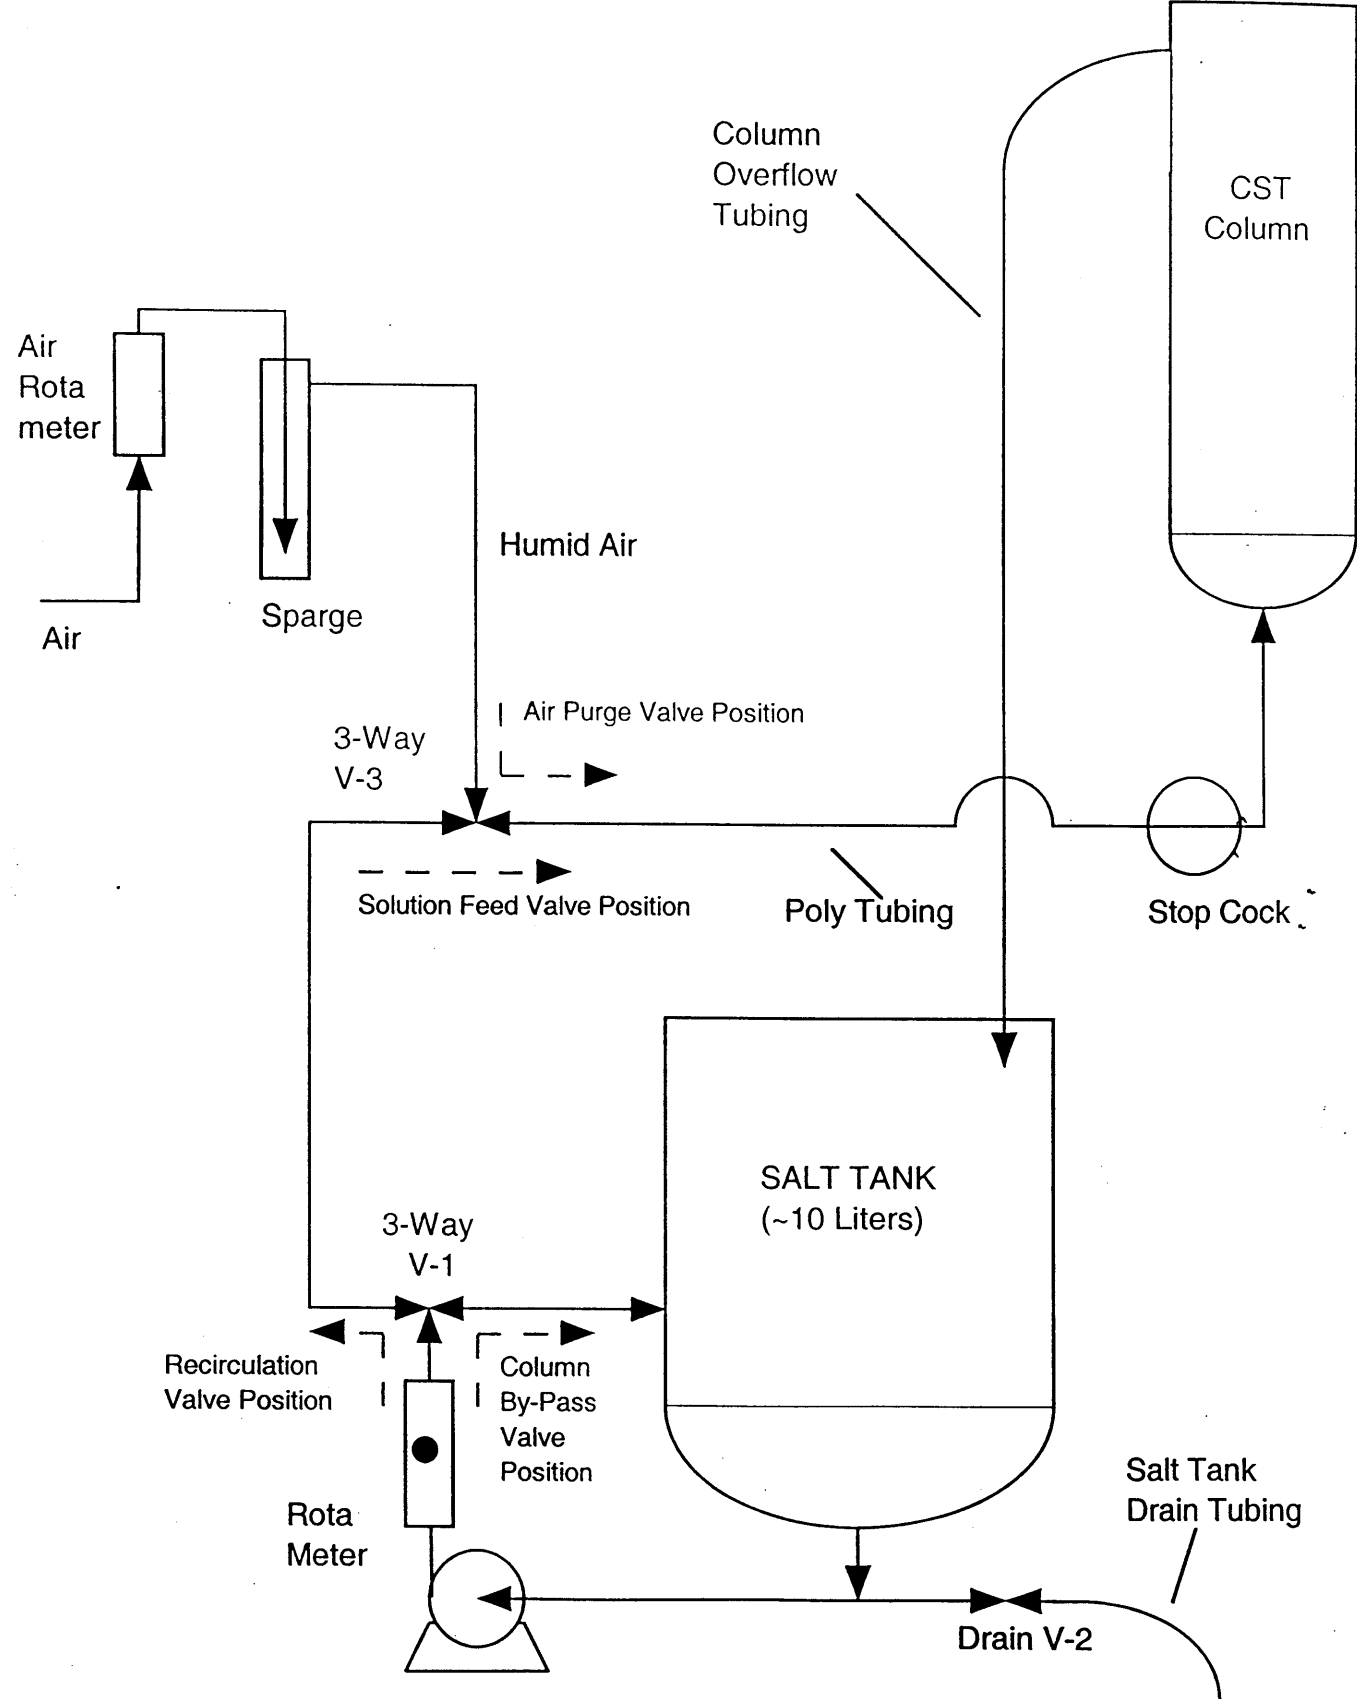 Column
Overflow
Tubing
CST
Column
Air
Rota
meter
Humid Air
Sparge
Air
Air Purge Valve Position
3-Way
V-3
Solution Feed Valve Position
Poly Tubing
Stop Cock
SALT TANK
(~10 Liters)
3-Way
V-1
Recirculation
Valve Position
Column
By-Pass
Valve
Position
Salt Tank
Drain Tubing
Rota
Meter
Drain V-2